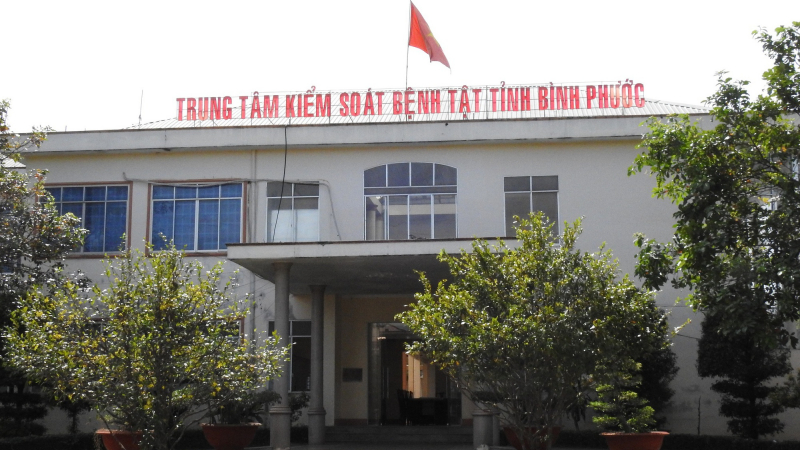 TRUNG TÂM KIỂM SOÁT BỆNH TẬT TỈNH BÌNH PHƯỚC